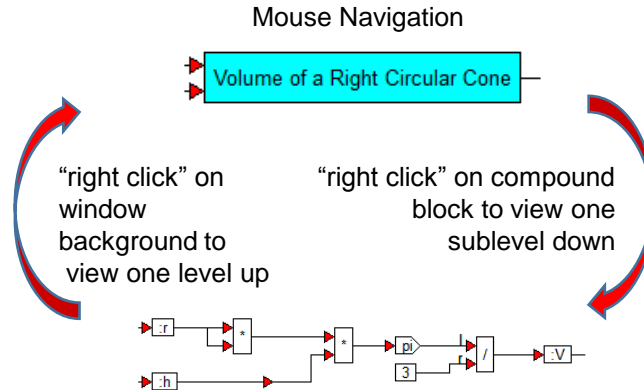 Mouse Navigation
Volume of a Right Circular Cone
“right click” on
window
background to
view one level up
“right click” on compound
block to view one
sublevel down
:r
*
*
pi
l
r
/
:V
3
:h